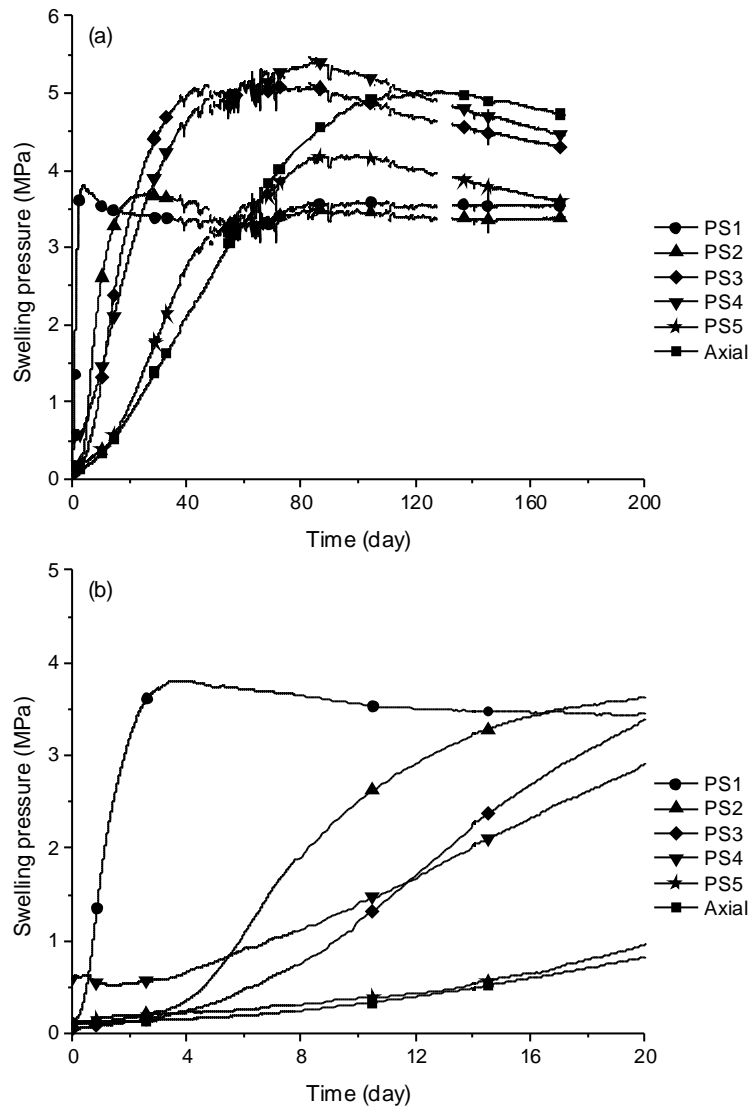 (a)
6
5
4
3
2
1
0
Swelling pressure (MPa)
0 40 80 120 160 200
Time (day)
PS1
PS2
PS3
PS4
PS5
Axial
(b)
5
4
3
2
1
0
Swelling pressure (MPa)
0 4 8 12 16 20
Time (day)
PS1
PS2
PS3
PS4
PS5
Axial